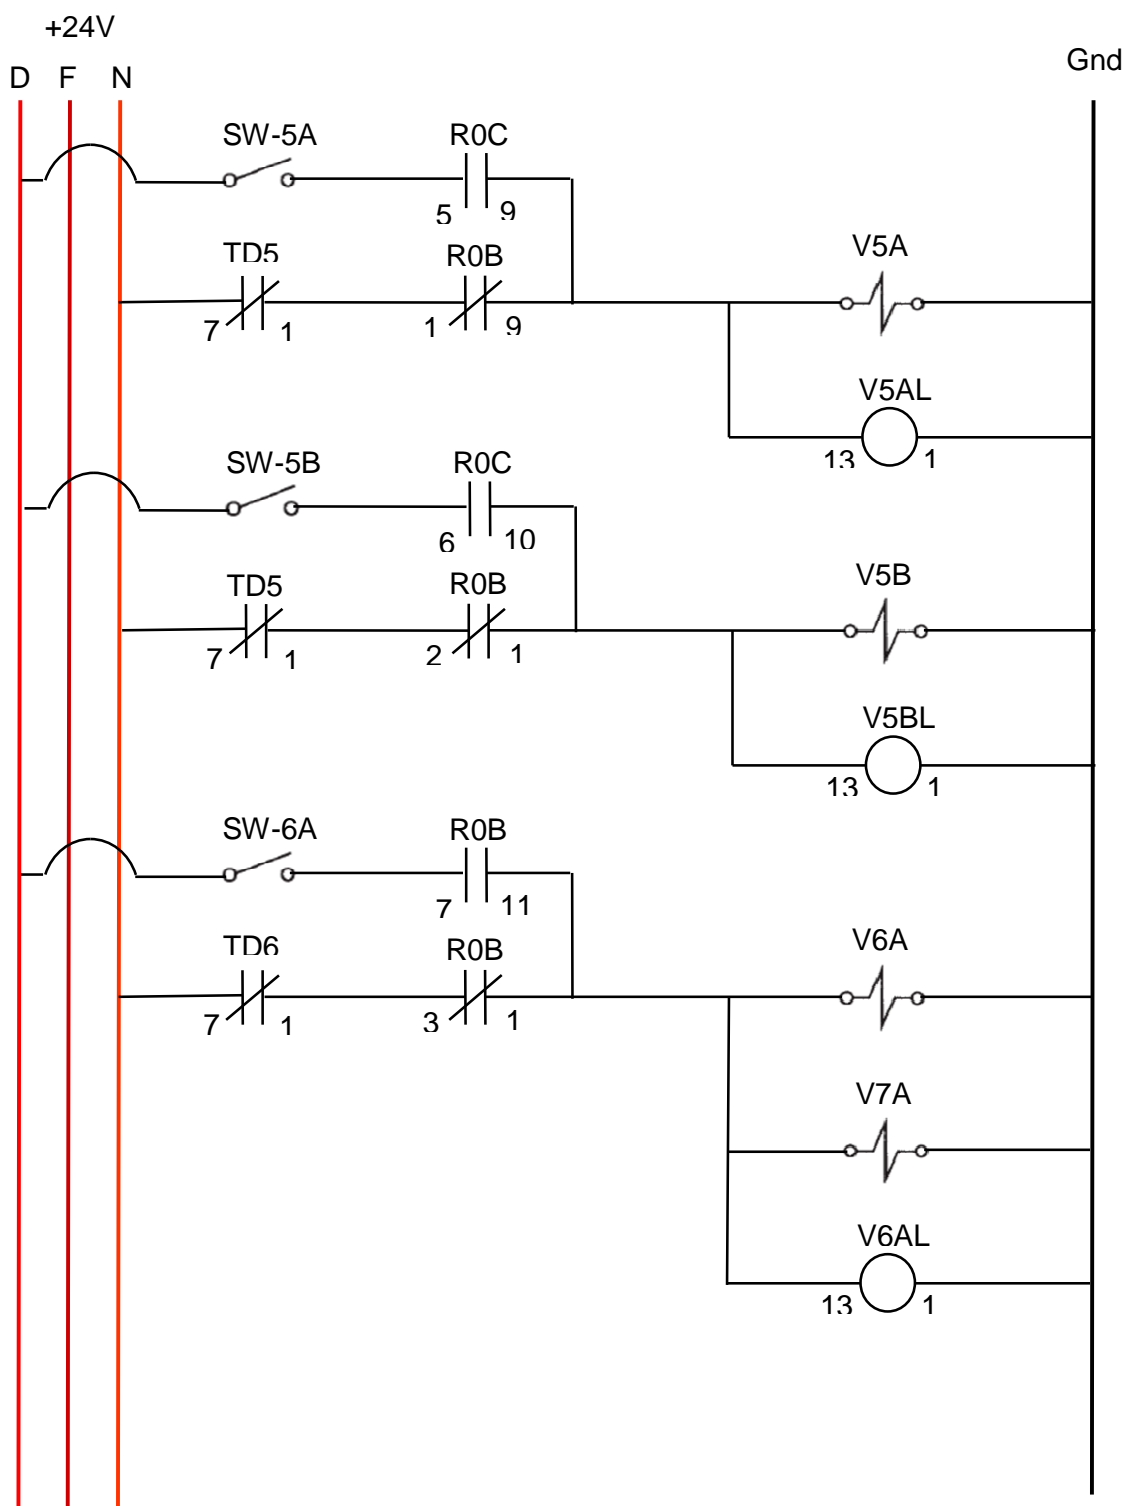 +24V
D F N
Gnd
SW-5A
R0C
5 9
TD5
R0B
V5A
7 1
1 9
V5AL
13 1
SW-5B
R0C
6 10
TD5
R0B
V5B
7 1
2 1
V5BL
13 1
SW-6A
R0B
7 11
TD6
R0B
V6A
7 1
3 1
V7A
V6AL
13 1